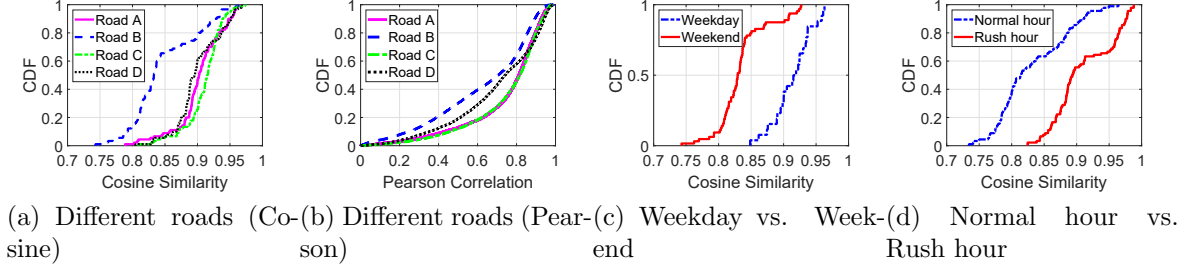 1
0.8
0.6
0.4
0.2
0
CDF
Road A
Road B
Road C
Road D
0.7 0.75 0.8 0.85 0.9 0.95 1
Cosine Similarity
1
0.8
0.6
0.4
0.2
0
CDF
Road A
Road B
Road C
Road D
0 0.2 0.4 0.6 0.8 1
Pearson Correlation
1
0.5
0
CDF
Weekday
Weekend
0.7 0.75 0.8 0.85 0.9 0.95 1
Cosine Similarity
1
0.8
0.6
0.4
0.2
0
CDF
Normal hour
Rush hour
0.7 0.75 0.8 0.85 0.9 0.95 1
Cosine Similarity
(a) Different roads (Co-
sine)
(b) Different roads (Pear-
son)
(c) Weekday vs. Week-
end
(d) Normal hour vs.
Rush hour